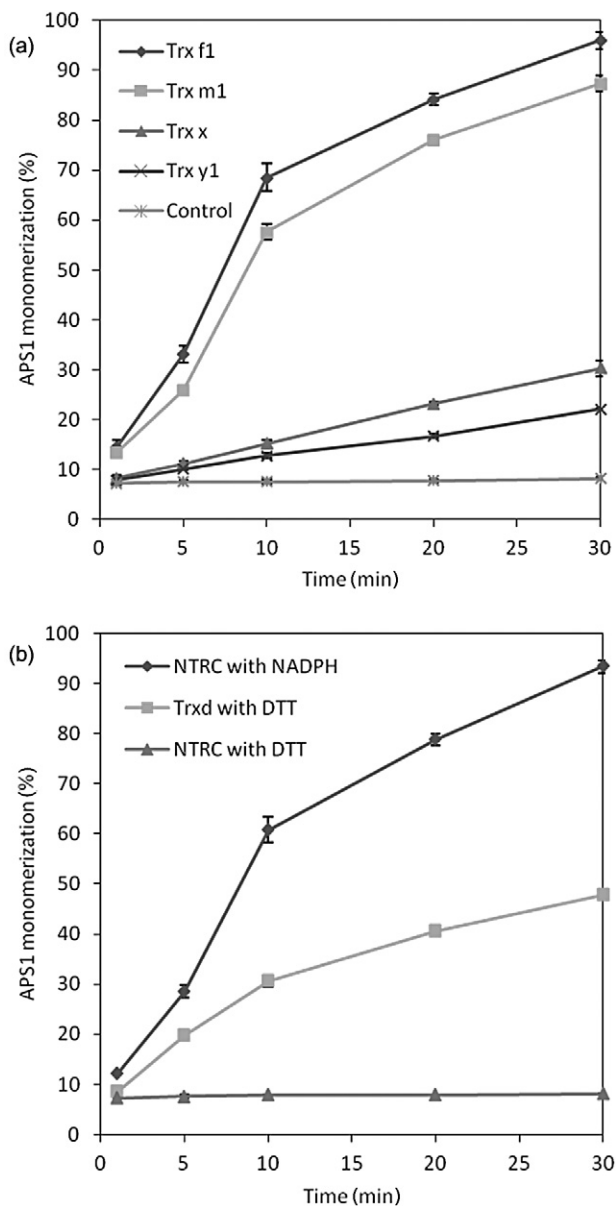 (a)
100
90
80
70
60
50
40
30
20
10
0
APS1 monomerization (%)
Trx f1
Trx m1
Trx x
Trx y1
Control
0 5 10 15 20 25 30
Time (min)
(b)
100
90
80
70
60
50
40
30
20
10
0
APS1 monomerization (%)
NTRC with NADPH
Trxd with DTT
NTRC with DTT
0 5 10 15 20 25 30
Time (min)